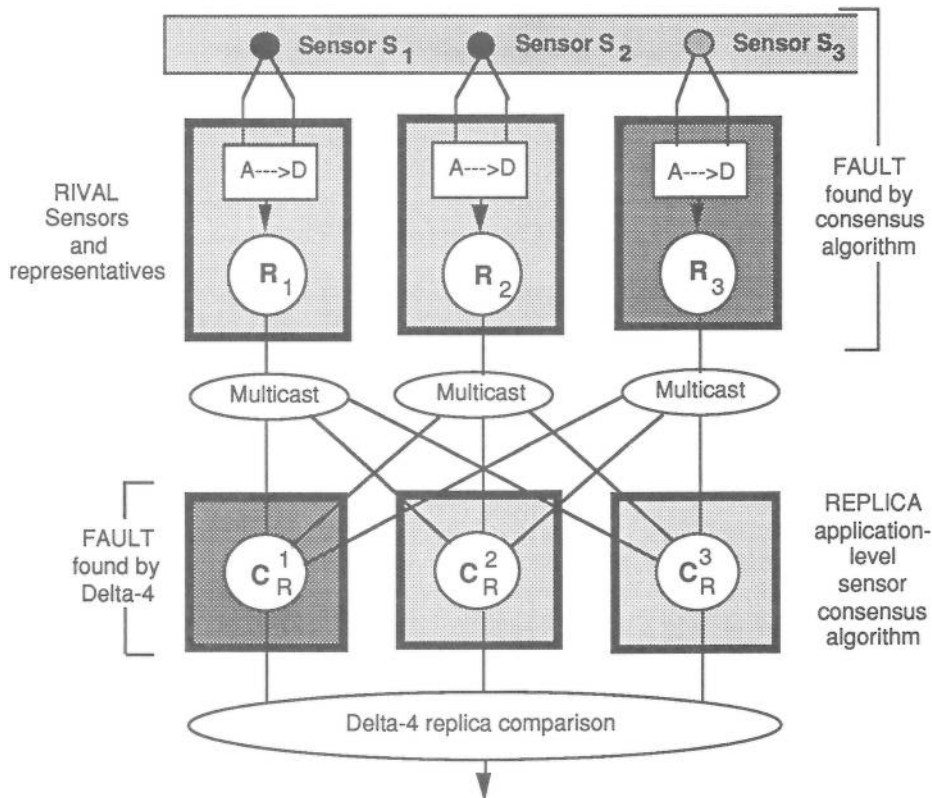 Sensor S1
Sensor S2
Sensor S3
A--->D
A--->D
A--->D
RIVAL
Sensors
and
representatives
FAULT
found by
consensus
algorithm
R1
R2
R3
Multicast
Multicast
Multicast
FAULT
found by
Delta-4
C1R
C2R
C3R
REPLICA
application-
level
sensor
consensus
algorithm
Delta-4 replica comparison